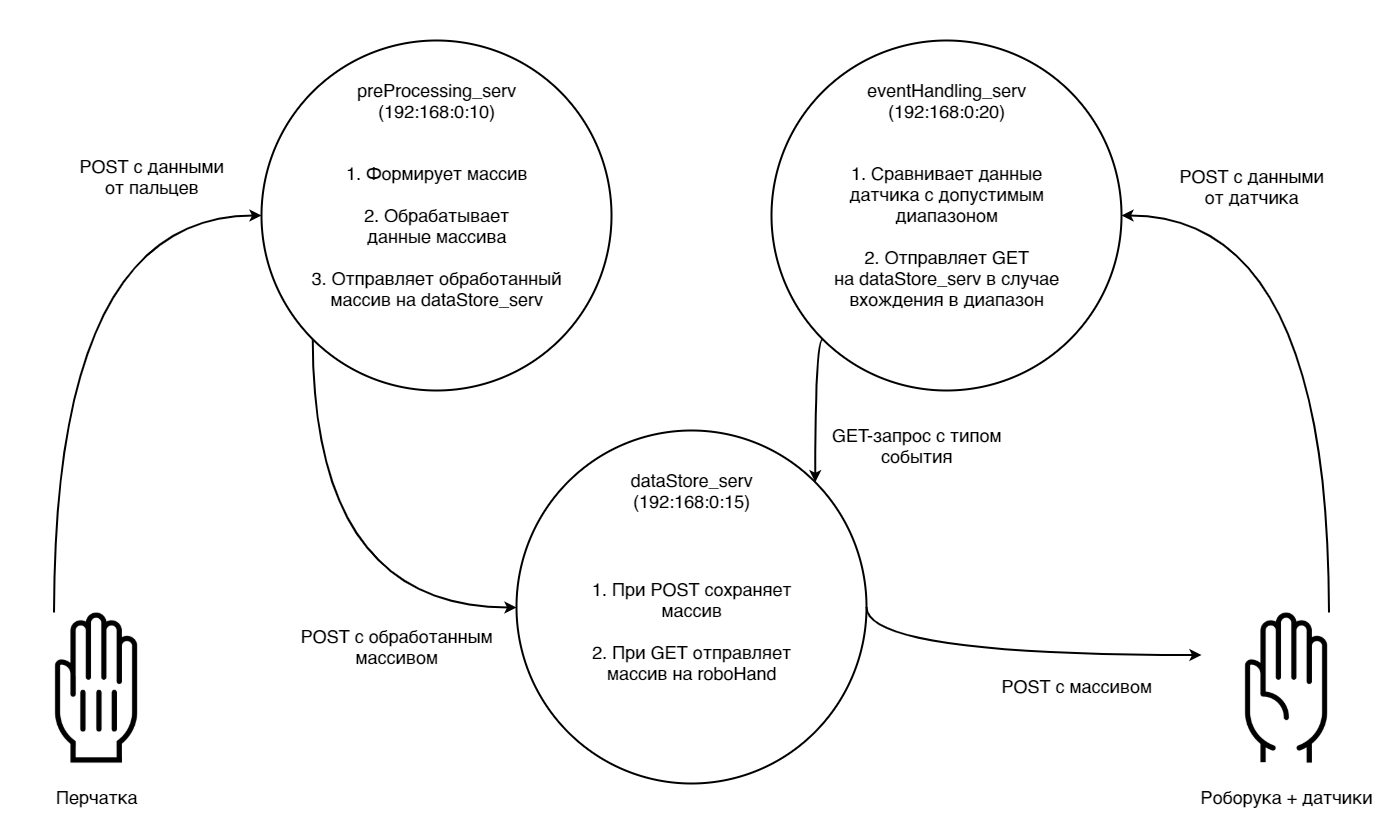 preProcessing_serv
(192:168:0:10)
1. Формирует массив
2. Обрабатывает
данные массива
3. Отправляет обработанный
массив на dataStore_serv
eventHandling_serv
(192:168:0:20)
1. Сравнивает данные
датчика с допустимым
диапазоном
2. Отправляет GET
на dataStore_serv в случае
вхождения в диапазон
POST с данными
от пальцев
POST с данными
от датчика
GET-запрос с типом
события
dataStore_serv
(192:168:0:15)
1. При POST сохраняет
массив
2. При GET отправляет
массив на roboHand
POST с обработанным
массивом
POST с массивом
Перчатка
Роборука + датчики